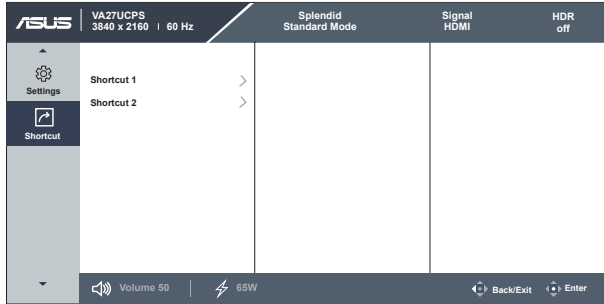 ASUS
VA27UCPS
3840 x 2160 | 60 Hz
Splendid
Standard Mode
Signal
HDMI
HDR
off
Settings
Shortcut
Shortcut 1
Shortcut 2
Volume 50
65W
Back/Exit
Enter